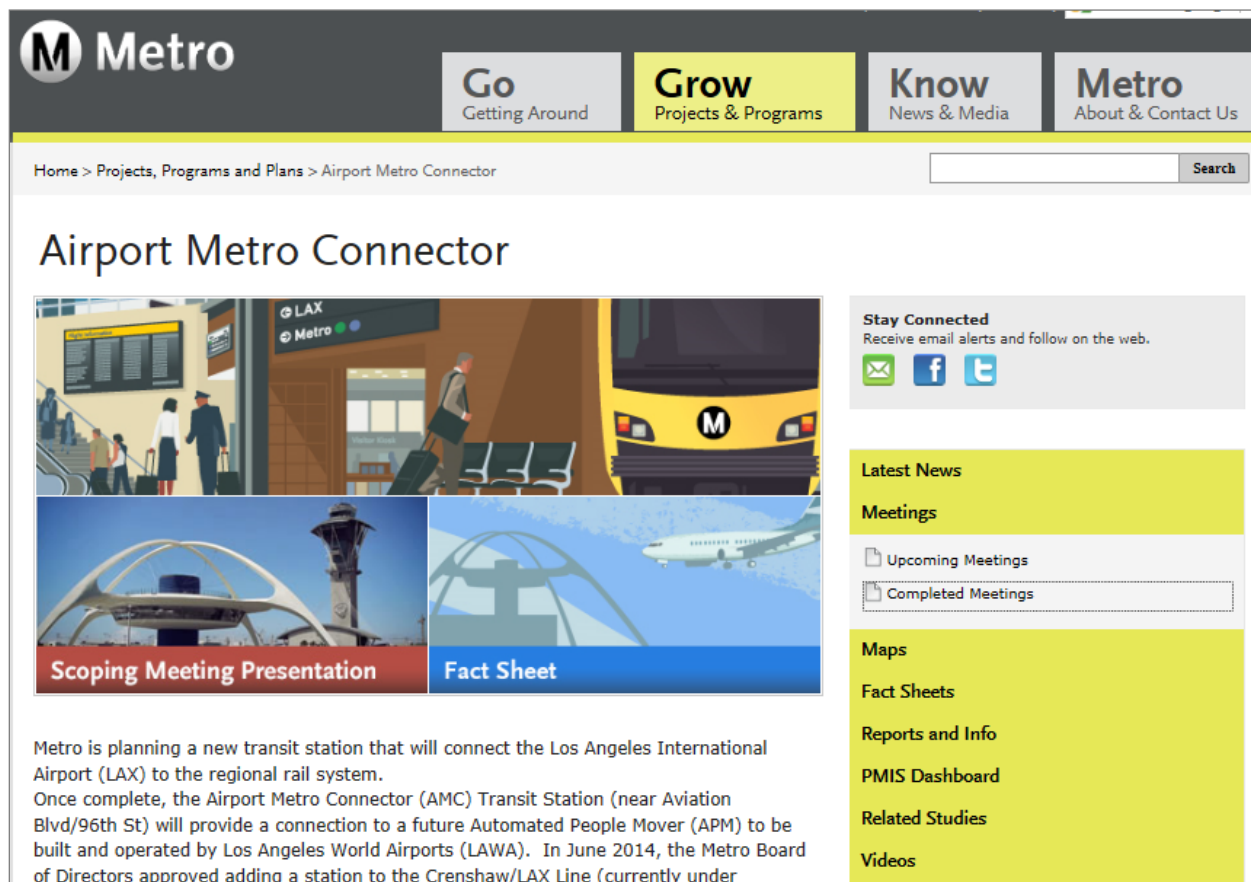 M Metro
Go
Getting Around
Grow
Projects & Programs
Know
News & Media
Metro
About & Contact Us
Home > Projects, Programs and Plans > Airport Metro Connector
Search
Airport Metro Connector
LAX
Metro
Flight Information
Visitor Kiosk
M
Scoping Meeting Presentation
Fact Sheet
Metro is planning a new transit station that will connect the Los Angeles International
Airport (LAX) to the regional rail system.
Once complete, the Airport Metro Connector (AMC) Transit Station (near Aviation
Blvd/96th St) will provide a connection to a future Automated People Mover (APM) to be
built and operated by Los Angeles World Airports (LAWA). In June 2014, the Metro Board
of Directors approved adding a station to the Crenshaw/LAX Line (currently under
Stay Connected
Receive email alerts and follow on the web.
Latest News
Meetings
Upcoming Meetings
Completed Meetings
Maps
Fact Sheets
Reports and Info
PMIS Dashboard
Related Studies
Videos